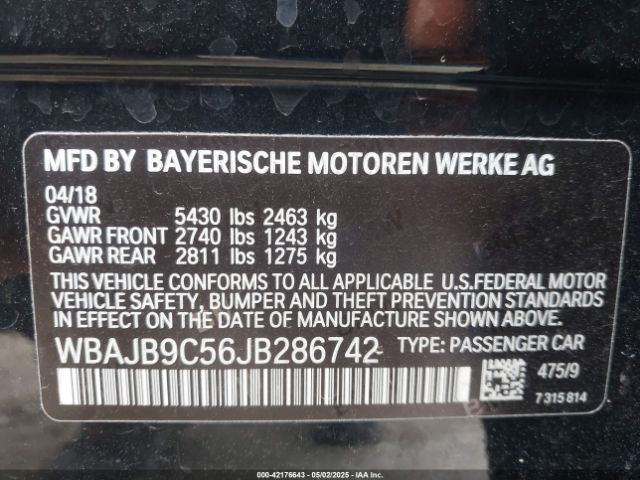 MFD BY BAYERISCHE MOTOREN WERKE AG
04/18
GVWR 5430 lbs 2463 kg
GAWR FRONT 2740 lbs 1243 kg
GAWR REAR 2811 lbs 1275 kg
THIS VEHICLE CONFORMS TO ALL APPLICABLE U.S.FEDERAL MOTOR
VEHICLE SAFETY, BUMPER AND THEFT PREVENTION STANDARDS
IN EFFECT ON THE DATE OF MANUFACTURE SHOWN ABOVE.
WBAJB9C56JB286742 TYPE: PASSENGER CAR
475/9
7315814
000-42176643 - 05/02/2025 - IAA Inc.